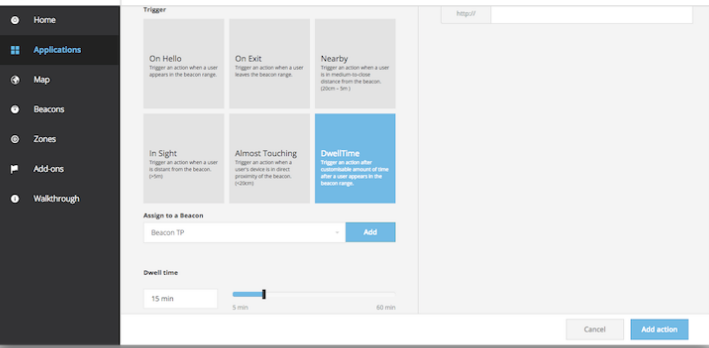 Home
Applications
Map
Beacons
Zones
Add-ons
Walkthrough
Trigger
On Hello
Trigger an action when a user
appears in the beacon range.
On Exit
Trigger an action when a user
leaves the beacon range.
Nearby
Trigger an action when a user
is in medium-to-close
distance from the beacon.
(20cm – 5m )
In Sight
Trigger an action when a user
is distant from the beacon.
(>5m)
Almost Touching
Trigger an action when a
user's device is in direct
proximity of the beacon.
(<20cm)
DwellTime
Trigger an action after
customisable amount of time
after a user appears in the
beacon range.
Assign to a Beacon
Beacon TP
Add
Dwell time
15 min
5 min
60 min
http://
Cancel
Add action